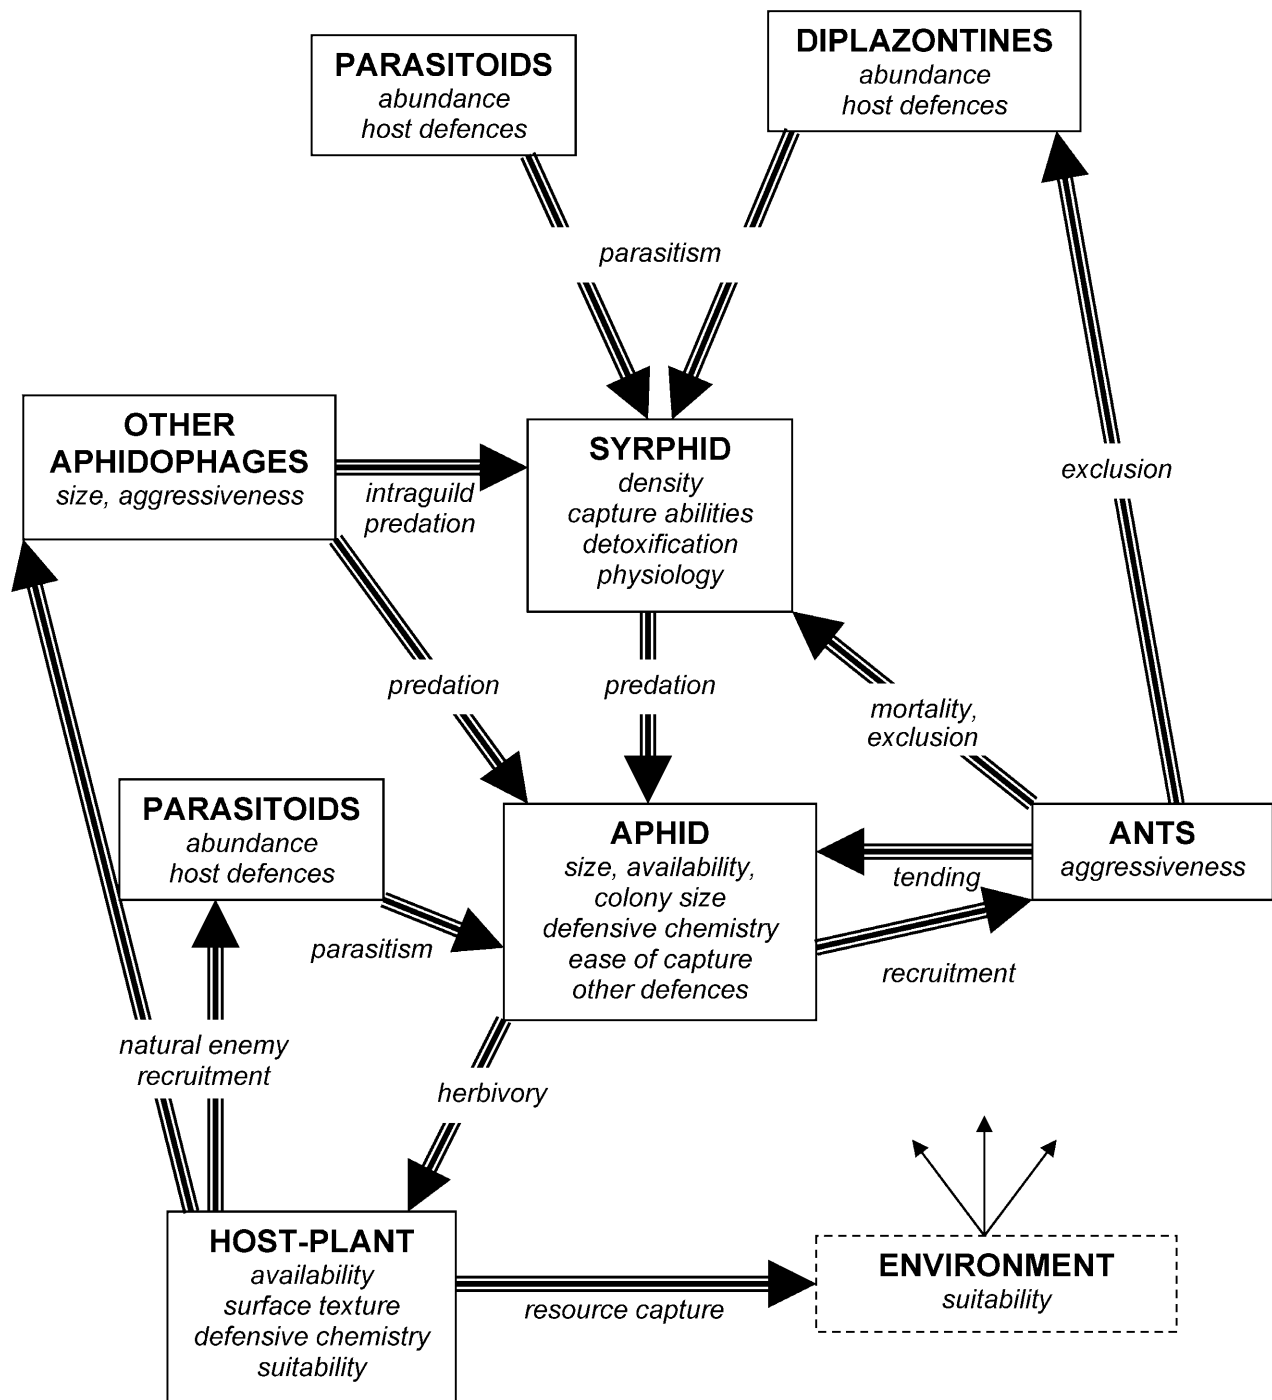 PARASITOIDS
abundance
host defences
DIPLAZONTINES
abundance
host defences
parasitism
OTHER
APHIDOPHAGES
size, aggressiveness
intraguild
predation
SYRPHID
density
capture abilities
detoxification
physiology
exclusion
predation
predation
mortality,
exclusion
PARASITOIDS
abundance
host defences
parasitism
APHID
size, availability,
colony size
defensive chemistry
ease of capture
other defences
tending
ANTS
aggressiveness
recruitment
natural enemy
recruitment
herbivory
HOST-PLANT
availability
surface texture
defensive chemistry
suitability
resource capture
ENVIRONMENT
suitability